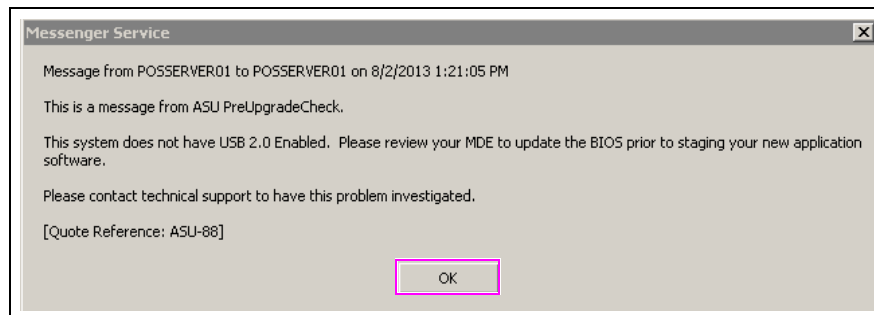 Messenger Service
Message from POSSERVER01 to POSSERVER01 on 8/2/2013 1:21:05 PM
This is a message from ASU PreUpgradeCheck.
This system does not have USB 2.0 Enabled.  Please review your MDE to update the BIOS prior to staging your new application
software.
Please contact technical support to have this problem investigated.
[Quote Reference: ASU-88]
OK